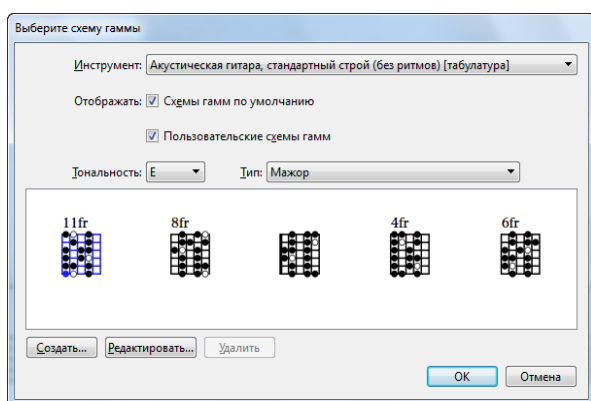 Выберите схему гаммы
Инструмент: Акустическая гитара, стандартный строй (без ритмов) [табулатура]
Отображать: Схемы гамм по умолчанию
Пользовательские схемы гамм
Тональность: E Тип: Мажор
11fr 8fr 4fr 6fr
Создать... Редактировать... Удалить
OK Отмена